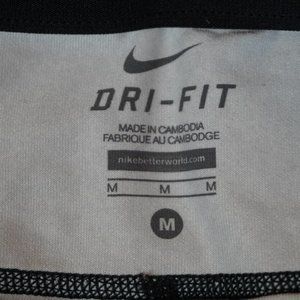 DRI-FIT
MADE IN CAMBODIA
FABRIQUE AU CAMBODGE
nikebetterworld.com
M M M
M